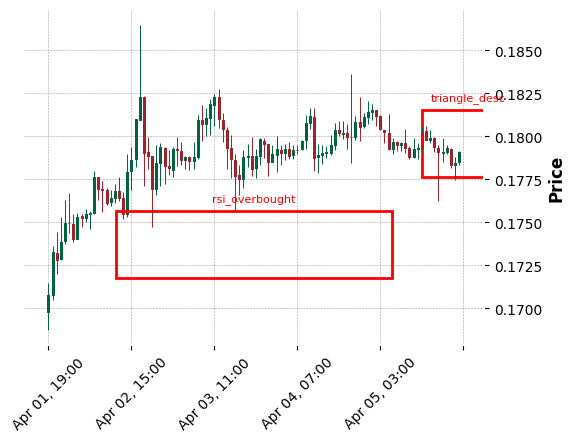 0.1850
0.1825
triangle_desc
0.1800
0.1775
Price
rsi_overbought
0.1750
0.1725
0.1700
Apr 01, 19:00
Apr 02, 15:00
Apr 03, 11:00
Apr 04, 07:00
Apr 05, 03:00